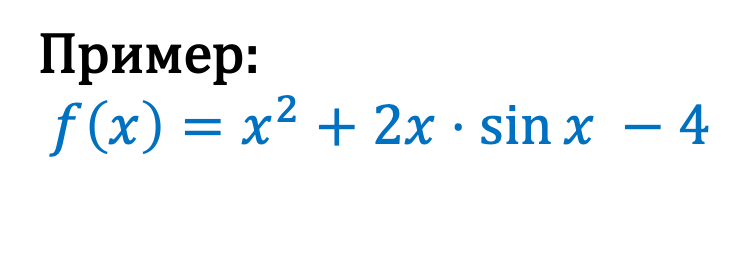 Пример:
f(x) = x² + 2x · sin x − 4